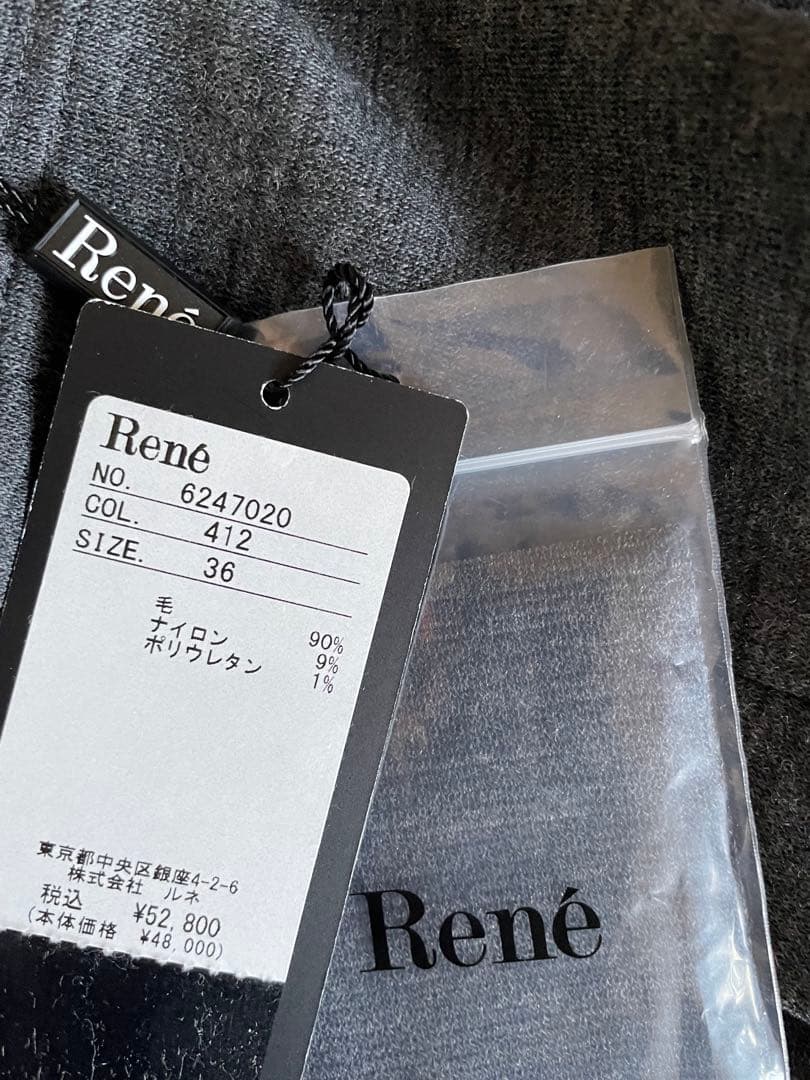 René
René
NO. 6247020
COL. 412
SIZE. 36
毛 90%
ナイロン 9%
ポリウレタン 1%
東京都中央区銀座4-2-6
株式会社 ルネ
税込 ¥52,800
(本体価格 ¥48,000)
René